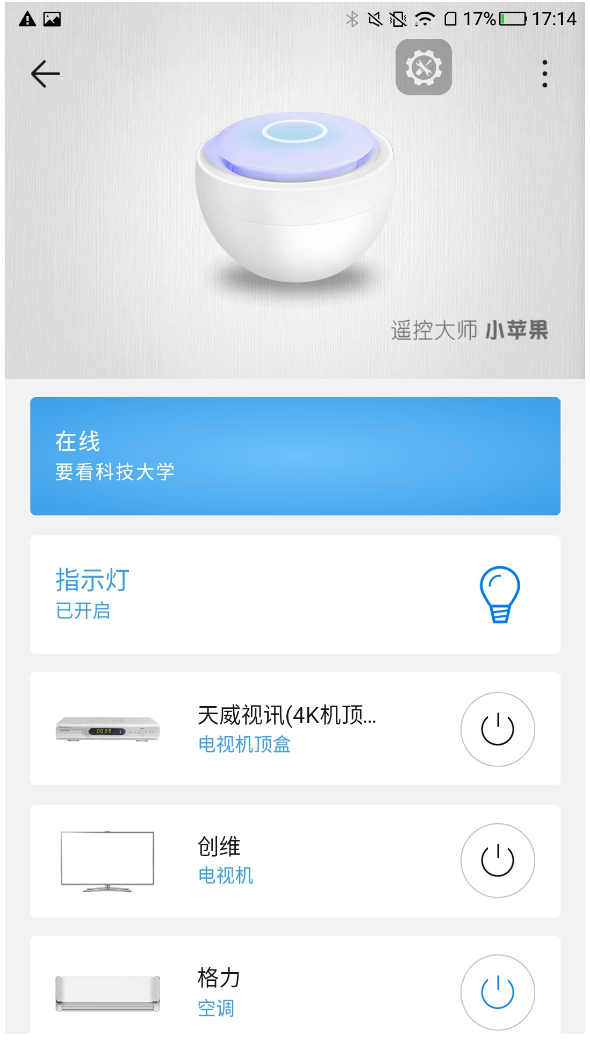 17% 17:14
遥控大师 小苹果
在线
要看科技大学
指示灯
已开启
天威视讯(4K机顶...
电视机顶盒
创维
电视机
格力
空调